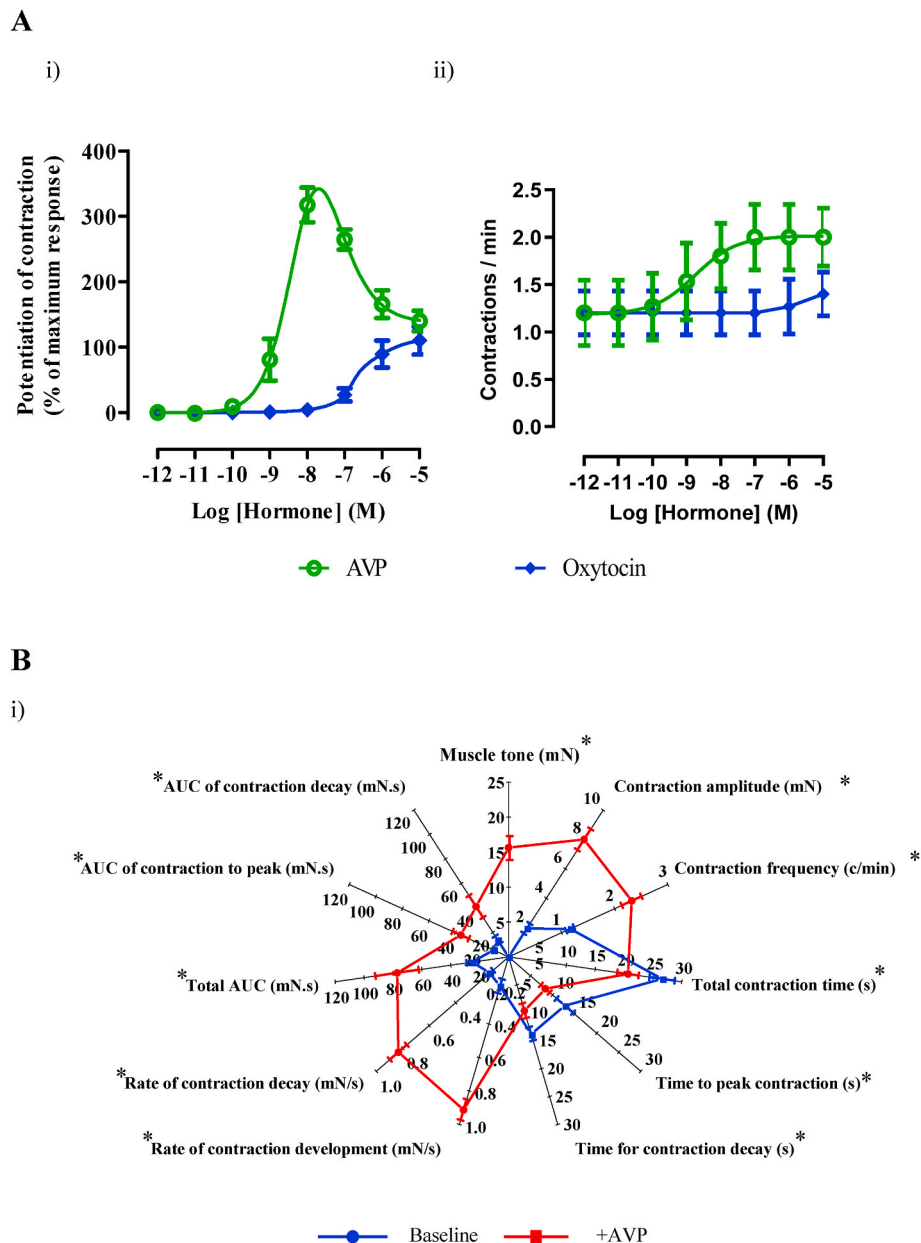 A
i)
ii)
Potentiation of contraction
(% of maximum response)
400
300
200
100
0
-12 -11 -10 -9 -8 -7 -6 -5
Log [Hormone] (M)
Contractions / min
2.5
2.0
1.5
1.0
0.5
0.0
-12 -11 -10 -9 -8 -7 -6 -5
Log [Hormone] (M)
AVP
Oxytocin
B
i)
Muscle tone (mN)*
25
20
15
10
5
Contraction amplitude (mN) *
10
8
6
4
2
Contraction frequency (c/min) *
3
2
1
Total contraction time (s)*
5 10 15 20 25 30
Time to peak contraction (s)*
5 10 15 20 25 30
Time for contraction decay (s)*
5 10 15 20 25 30
*Rate of contraction development (mN/s)
0.2 0.4 0.6 0.8 1.0
*Rate of contraction decay (mN/s)
0.4 0.6 0.8 1.0
*Total AUC (mN.s)
120 100 80 60 40 20
*AUC of contraction to peak (mN.s)
120 100 80 60 40 20
*AUC of contraction decay (mN.s)
120 100 80 60 40 20
Baseline
+AVP